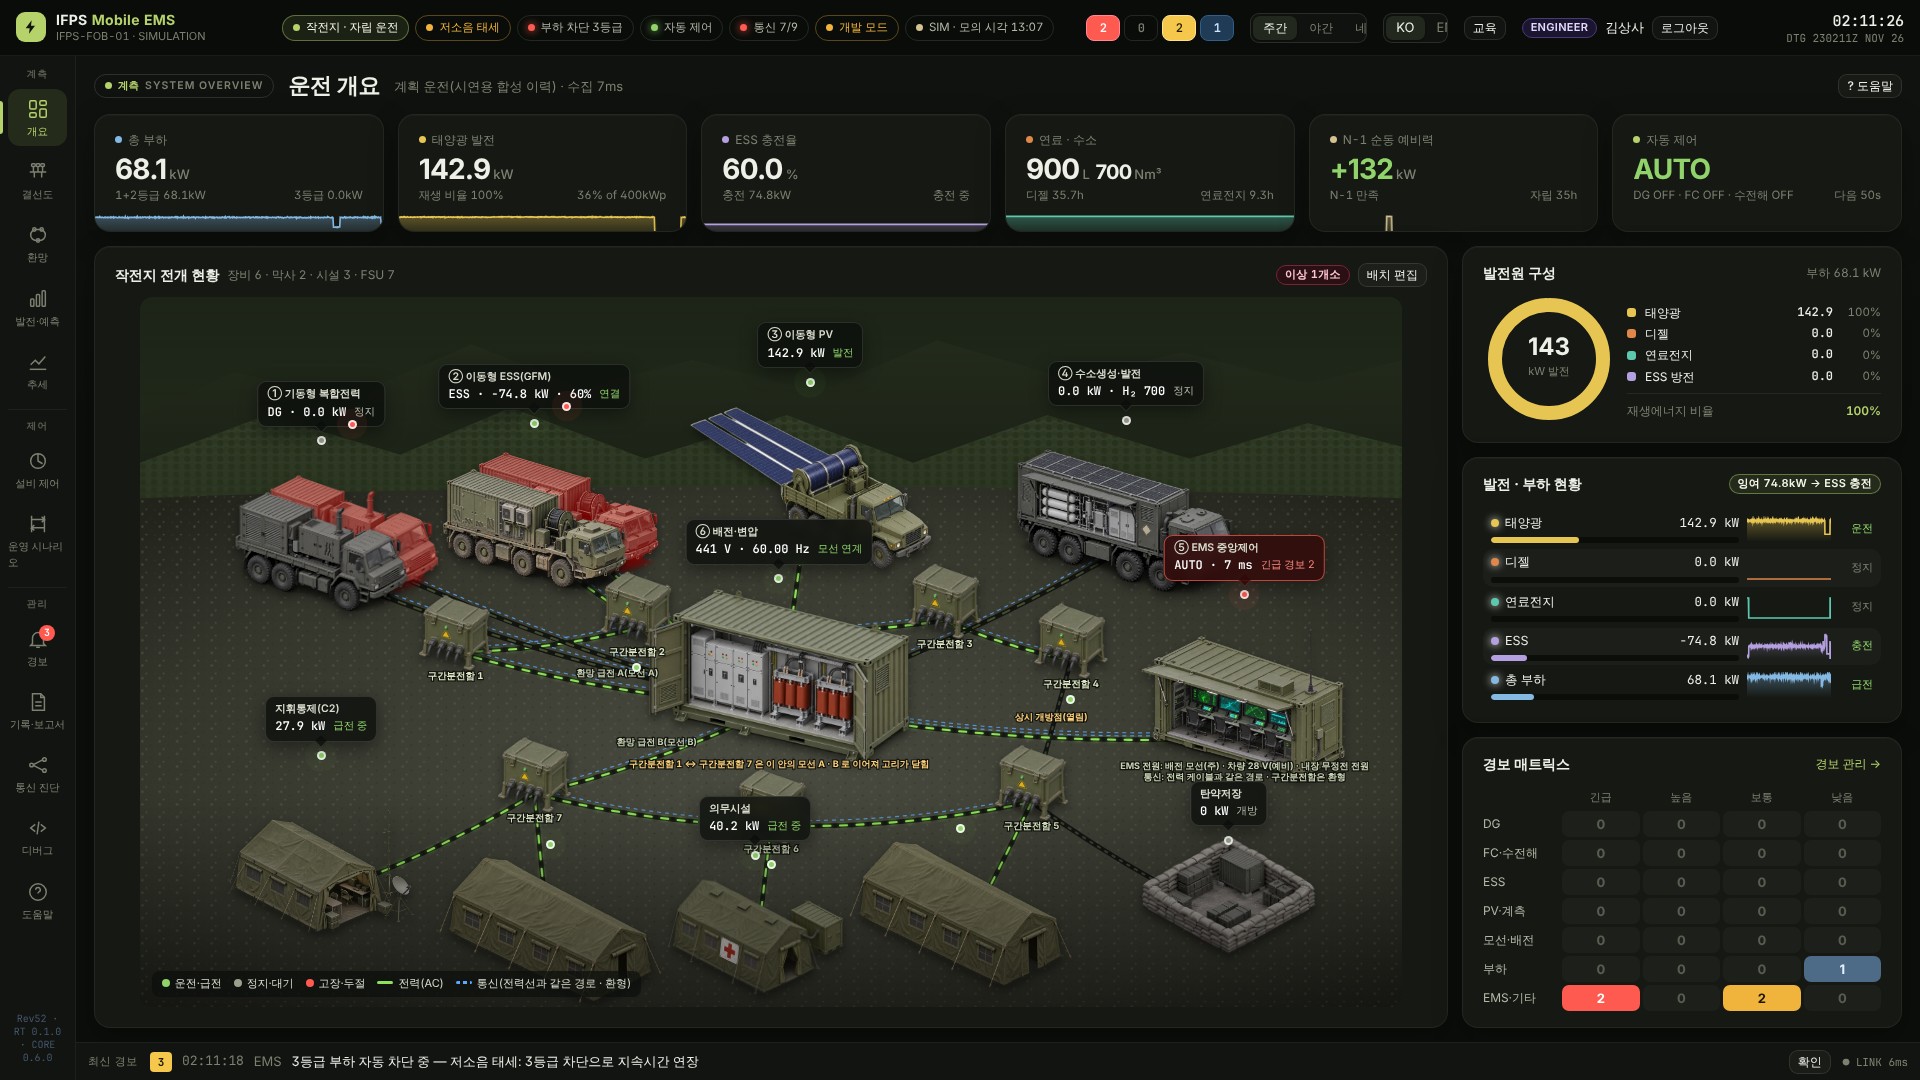 IFPS Mobile EMS
IFPS-FOB-01 · SIMULATION
작전지 · 자립 운전
저소음 태세
부하 차단 3등급
자동 제어
통신 7/9
개발 모드
SIM · 모의 시각 13:07
2 0 2 1
주간 야간
KO
교육
ENGINEER 김상사 로그아웃
02:11:26
DTG 230211Z NOV 26
계측
개요
결선도
환망
발전·예측
추세
제어
설비 제어
운영 시나리오
관리
3
경보
기록·보고서
통신 진단
디버그
도움말
Rev52 ·
RT 0.1.0
· CORE
0.6.0
계측 SYSTEM OVERVIEW
운전 개요
계획 운전(시연용 합성 이력) · 수집 7ms
? 도움말
총 부하
68.1 kW
1+2등급 68.1kW 3등급 0.0kW
태양광 발전
142.9 kW
재생 비율 100% 36% of 400kWp
ESS 충전율
60.0 %
충전 74.8kW 충전 중
연료 · 수소
900 L 700 Nm³
디젤 35.7h 연료전지 9.3h
N-1 순동 예비력
+132 kW
N-1 만족 자립 35h
자동 제어
AUTO
DG OFF · FC OFF · 수전해 OFF 다음 50s
작전지 전개 현황 장비 6 · 막사 2 · 시설 3 · FSU 7
이상 1개소
배치 편집
① 기동형 복합전력
DG · 0.0 kW 정지
② 이동형 ESS(GFM)
ESS · -74.8 kW · 60% 연결
③ 이동형 PV
142.9 kW 발전
④ 수소생성·발전
0.0 kW · H₂ 700 정지
⑥ 배전·변압
441 V · 60.00 Hz 모선 연계
⑤ EMS 중앙제어
AUTO · 7 ms 긴급 경보 2
구간분전함 1
구간분전함 2
환망 급전 A(모선 A)
구간분전함 3
구간분전함 4
상시 개방점(열림)
지휘통제(C2)
27.9 kW 급전 중
환망 급전 B(모선 B)
구간분전함 1 ↔ 구간분전함 7 은 이 안의 모선 A · B 로 이어져 고리가 닫힘
EMS 전원: 배전 모선(주) · 차량 28 V(예비) · 내장 무정전 전원
통신: 전력 케이블과 같은 경로 · 구간분전함은 환형
탄약저장
0 kW 개방
의무시설
40.2 kW 급전 중
구간분전함 7
구간분전함 6
구간분전함 5
운전·급전
정지·대기
고장·두절
전력(AC)
통신(전력선과 같은 경로 · 환형)
발전원 구성 부하 68.1 kW
143
kW 발전
태양광 142.9 100%
디젤 0.0 0%
연료전지 0.0 0%
ESS 방전 0.0 0%
재생에너지 비율 100%
발전 · 부하 현황 잉여 74.8kW → ESS 충전
태양광 142.9 kW 운전
디젤 0.0 kW 정지
연료전지 0.0 kW 정지
ESS -74.8 kW 충전
총 부하 68.1 kW 급전
경보 매트릭스 경보 관리 →
긴급 높음 보통 낮음
DG 0 0 0 0
FC·수전해 0 0 0 0
ESS 0 0 0 0
PV·계측 0 0 0 0
모선·배전 0 0 0 0
부하 0 0 0 1
EMS·기타 2 0 2 0
최신 경보 3 02:11:18 EMS 3등급 부하 자동 차단 중 — 저소음 태세: 3등급 차단으로 지속시간 연장
확인
LINK 6ms